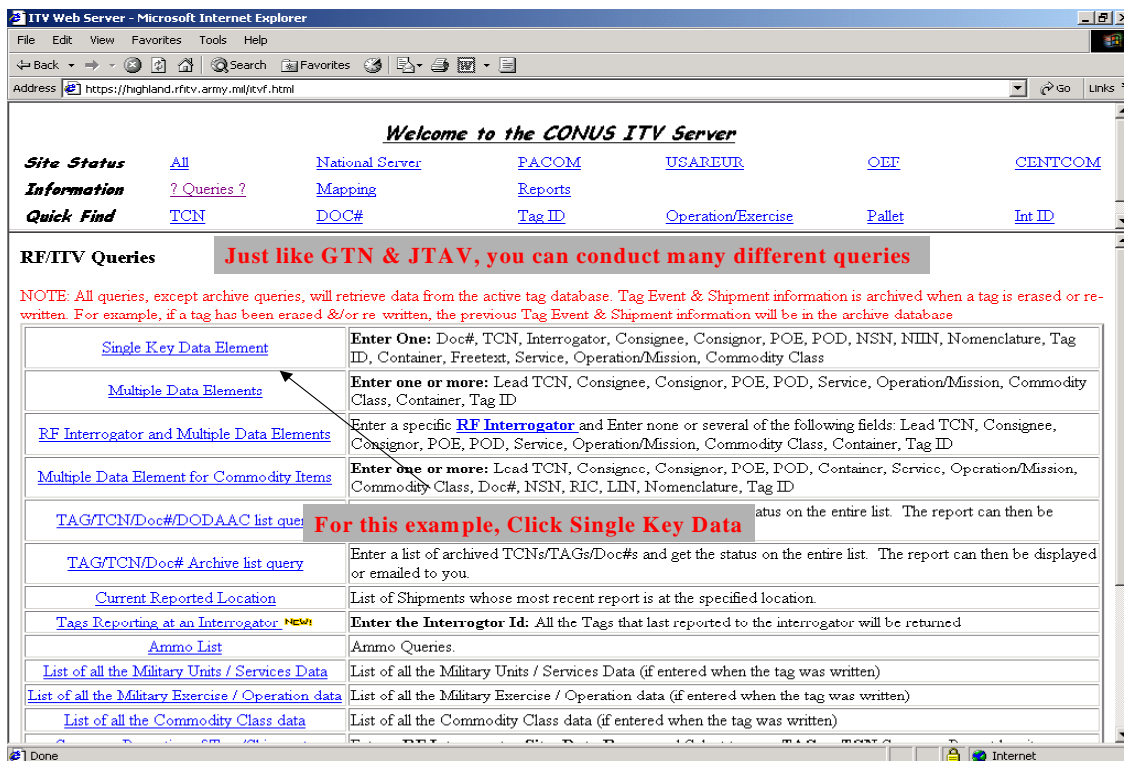 ITV Web Server - Microsoft Internet Explorer
File Edit View Favorites Tools Help
Back Search Favorites
Address https://highland.rfitv.army.mil/itvf.html Go Links
Welcome to the CONUS ITV Server
Site Status All National Server PACOM USAREUR OEF CENTCOM
Information ? Queries ? Mapping Reports
Quick Find TCN DOC# Tag ID Operation/Exercise Pallet Int ID
RF/ITV Queries
Just like GTN & JTAV, you can conduct many different queries
NOTE: All queries, except archive queries, will retrieve data from the active tag database. Tag Event & Shipment information is archived when a tag is erased or re-
written. For example, if a tag has been erased &/or re written, the previous Tag Event & Shipment information will be in the archive database
Single Key Data Element
Enter One: Doc#, TCN, Interrogator, Consignee, Consignor, POE, POD, NSN, NIIN, Nomenclature, Tag
ID, Container, Freetext, Service, Operation/Mission, Commodity Class
Multiple Data Elements
Enter one or more: Lead TCN, Consignee, Consignor, POE, POD, Service, Operation/Mission, Commodity
Class, Container, Tag ID
RF Interrogator and Multiple Data Elements
Enter a specific RF Interrogator and Enter none or several of the following fields: Lead TCN, Consignee,
Consignor, POE, POD, Service, Operation/Mission, Commodity Class, Container, Tag ID
Multiple Data Element for Commodity Items
Enter one or more: Lead TCN, Consignee, Consignor, POE, POD, Container, Service, Operation/Mission,
Commodity Class, Doc#, NSN, RIC, LIN, Nomenclature, Tag ID
TAG/TCN/Doc#/DODAAC list
on the entire list. The report can then be
For this example, Click Single Key Data
TAG/TCN/Doc# Archive list query
Enter a list of archived TCNs/TAGs/Doc#s and get the status on the entire list. The report can then be displayed
or emailed to you.
Current Reported Location
List of Shipments whose most recent report is at the specified location.
Tags Reporting at an Interrogator NEW!
Enter the Interrogtor Id: All the Tags that last reported to the interrogator will be returned
Ammo List
Ammo Queries.
List of all the Military Units / Services Data
List of all the Military Units / Services Data (if entered when the tag was written)
List of all the Military Exercise / Operation data
List of all the Military Exercise / Operation data (if entered when the tag was written)
List of all the Commodity Class data
List of all the Commodity Class data (if entered when the tag was written)
Done Internet